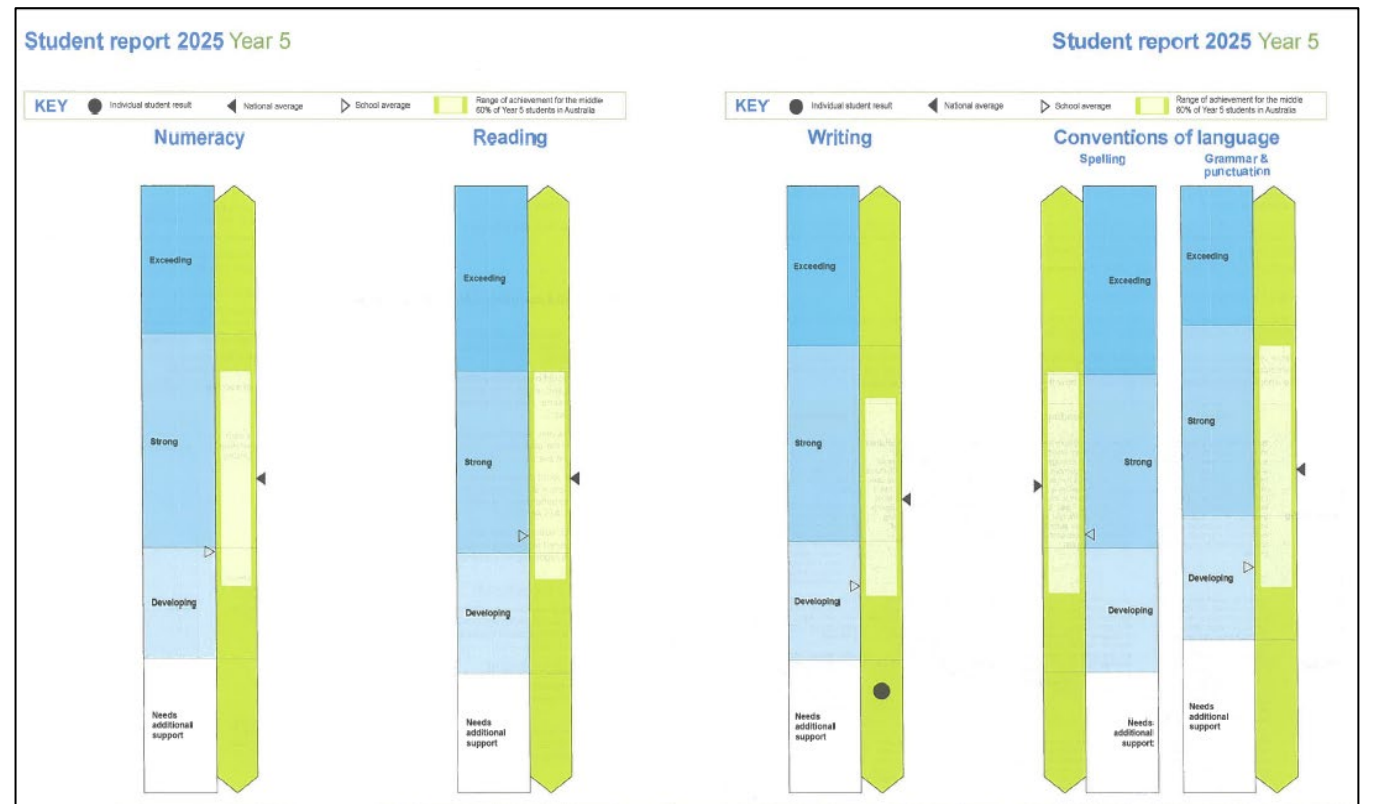 Student report 2025 Year 5
Student report 2025 Year 5
KEY Individual student result National average School average Range of achievement for the middle
60% of Year 5 students in Australia
KEY Individual student result National average School average Range of achievement for the middle
60% of Year 5 students in Australia
Numeracy
Exceeding
Strong
Developing
Needs
additional
support
Reading
Exceeding
Strong
Developing
Needs
additional
support
Writing
Exceeding
Strong
Developing
Needs
additional
support
Conventions of language
Spelling
Exceeding
Strong
Developing
Needs
additional
support
Grammar &
punctuation
Exceeding
Strong
Developing
Needs
additional
support